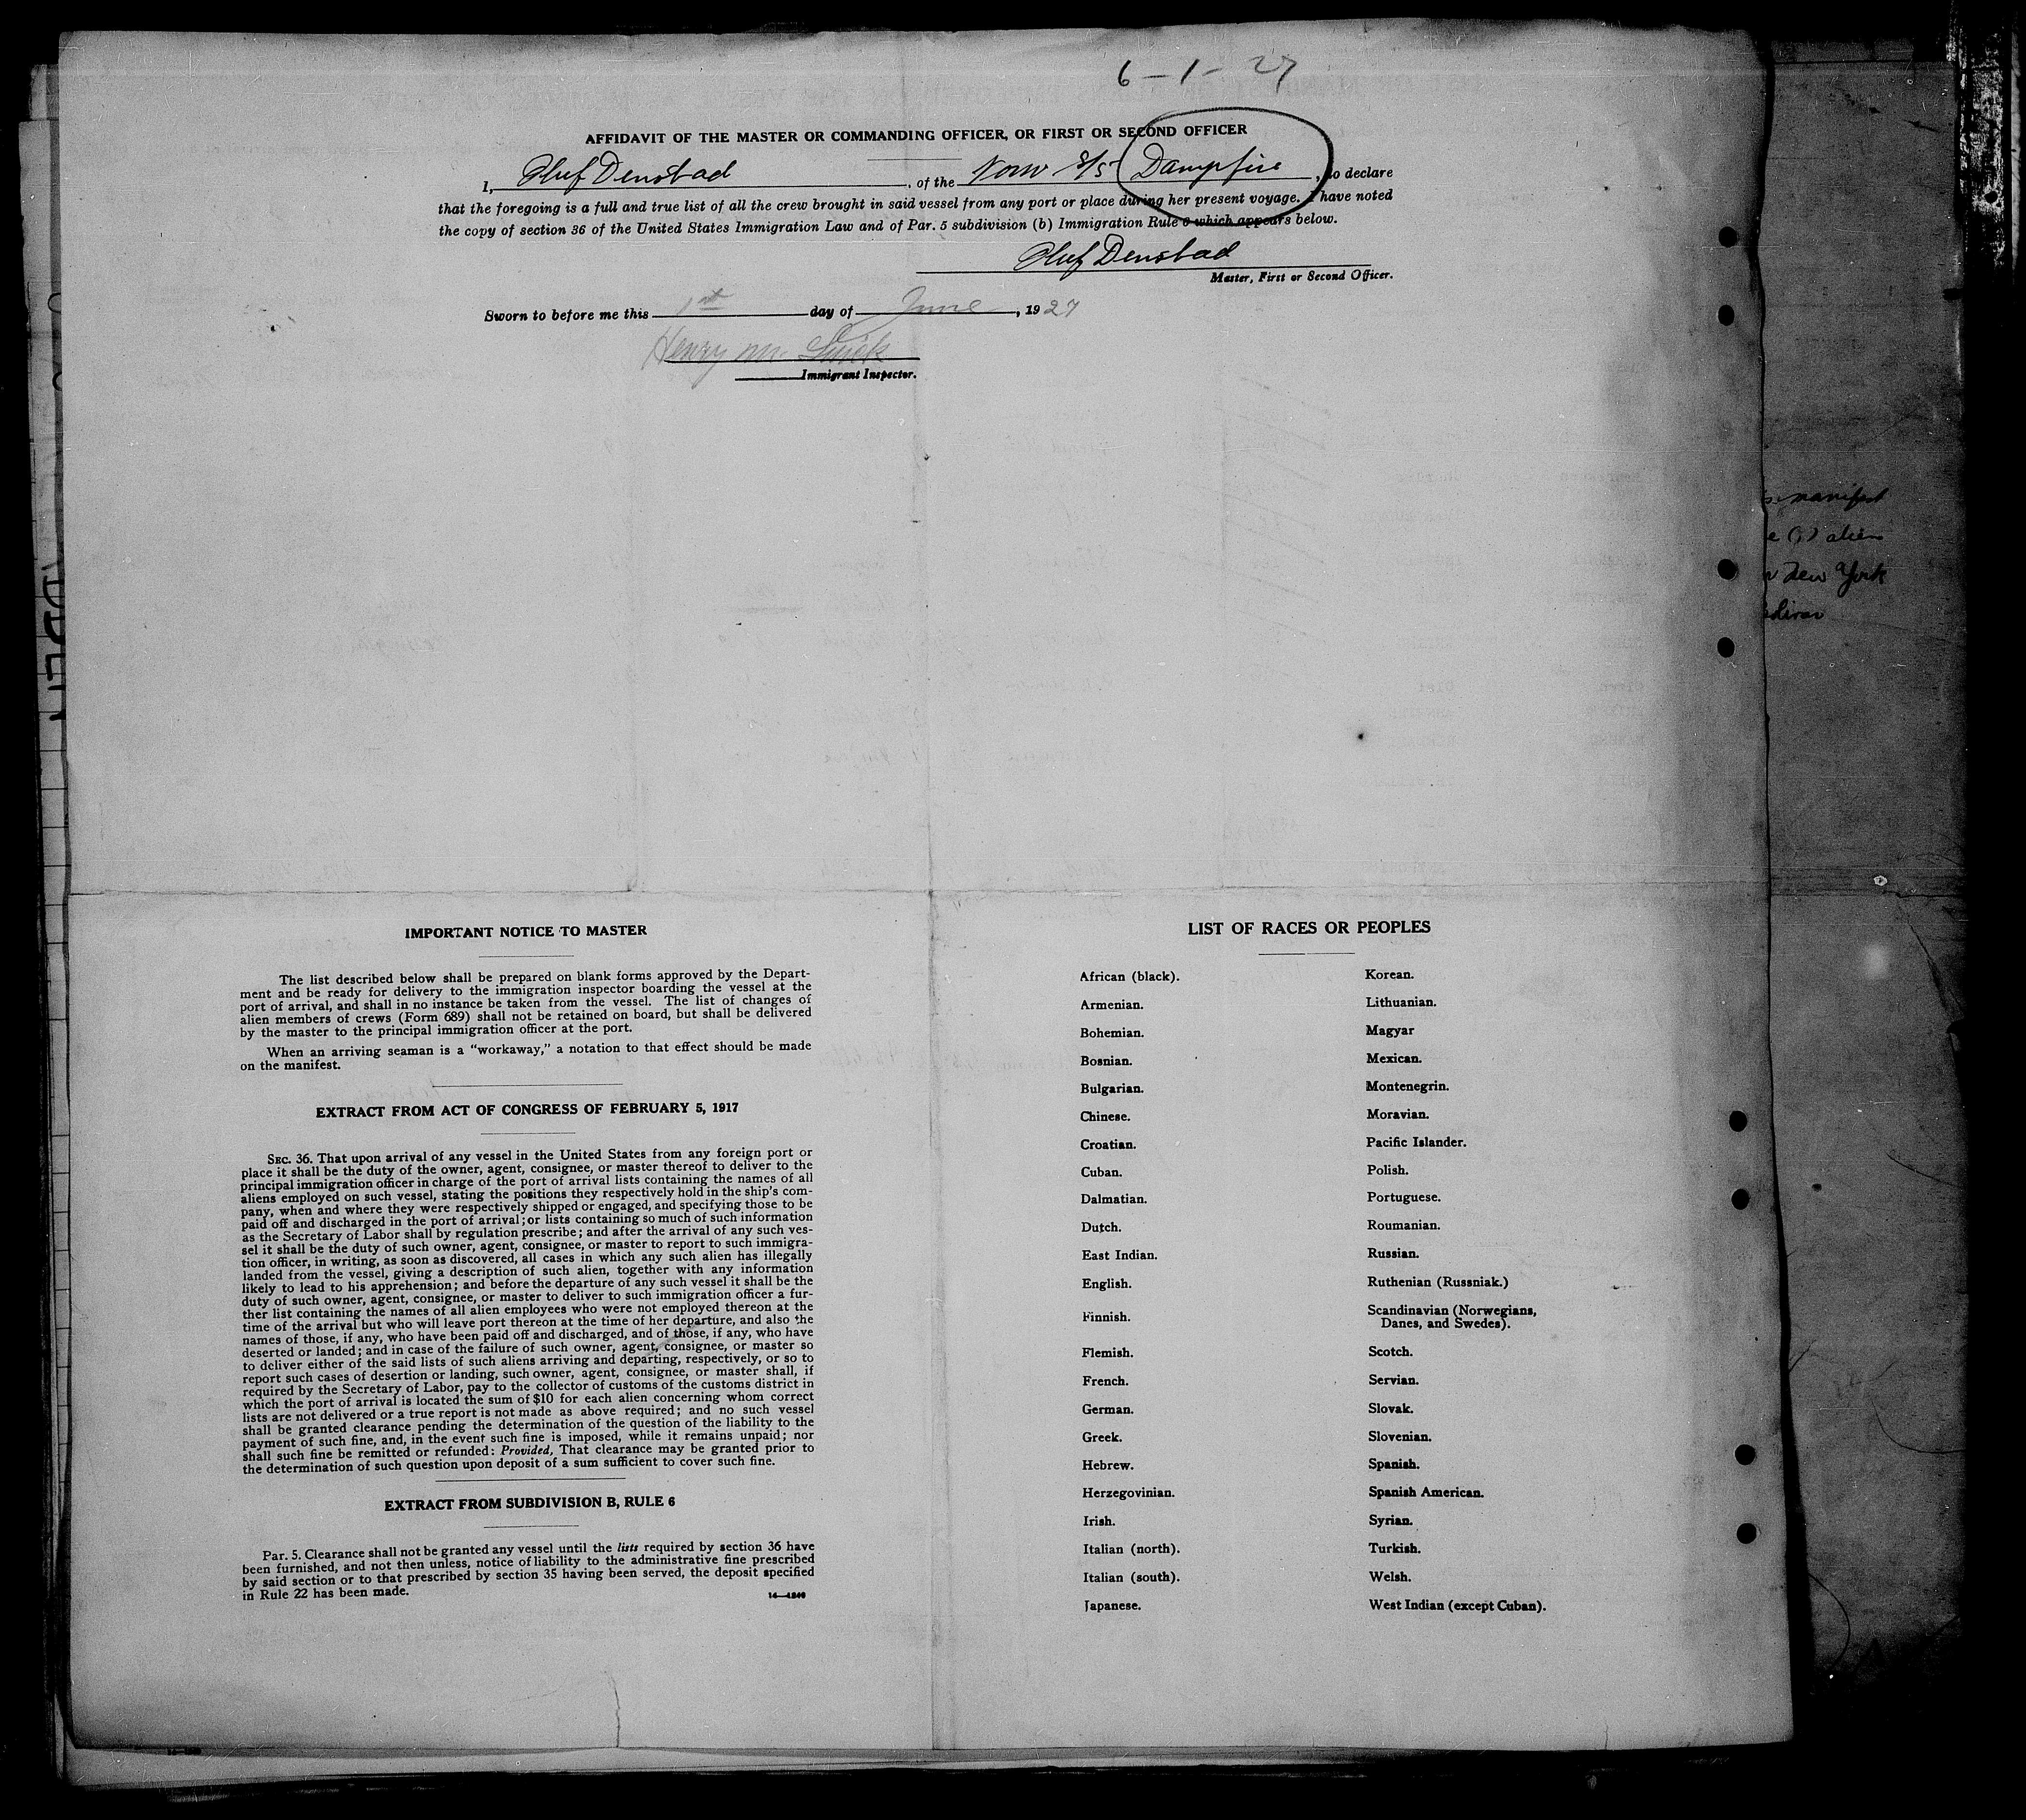 6-1-27
AFFIDAVIT OF THE MASTER OR COMMANDING OFFICER, OR FIRST OR SECOND OFFICER
I, Oluf Denstad, of the Norw S/S Dampfire, do declare
that the foregoing is a full and true list of all the crew brought in said vessel from any port or place during her present voyage. I have noted
the copy of section 36 of the United States Immigration Law and of Par. 5 subdivision (b) Immigration Rule 6 which appears below.
Oluf Denstad
Master, First or Second Officer.
Sworn to before me this 1st day of June, 1927
Henry M.
Immigrant Inspector.
manifest
alien
New York
IMPORTANT NOTICE TO MASTER
The list described below shall be prepared on blank forms approved by the Depart-
ment and be ready for delivery to the immigration inspector boarding the vessel at the
port of arrival, and shall in no instance be taken from the vessel. The list of changes of
alien members of crews (Form 689) shall not be retained on board, but shall be delivered
by the master to the principal immigration officer at the port.
When an arriving seaman is a "workaway," a notation to that effect should be made
on the manifest.
EXTRACT FROM ACT OF CONGRESS OF FEBRUARY 5, 1917
SEC. 36. That upon arrival of any vessel in the United States from any foreign port or
place it shall be the duty of the owner, agent, consignee, or master thereof to deliver to the
principal immigration officer in charge of the port of arrival lists containing the names of all
aliens employed on such vessel, stating the positions they respectively hold in the ship's com-
pany, when and where they were respectively shipped or engaged, and specifying those to be
paid off and discharged in the port of arrival; or lists containing so much of such information
as the Secretary of Labor shall by regulation prescribe; and after the arrival of any such ves-
sel it shall be the duty of such owner, agent, consignee, or master to report to such immigra-
tion officer, in writing, as soon as discovered, all cases in which any such alien has illegally
landed from the vessel, giving a description of such alien, together with any information
likely to lead to his apprehension; and before the departure of any such vessel it shall be the
duty of such owner, agent, consignee, or master to deliver to such immigration officer a fur-
ther list containing the names of all alien employees who were not employed thereon at the
time of the arrival but who will leave port thereon at the time of her departure, and also the
names of those, if any, who have been paid off and discharged, and of those, if any, who have
deserted or landed; and in case of the failure of such owner, agent, consignee, or master so
to deliver either of the said lists of such aliens arriving and departing, respectively, or so to
report such cases of desertion or landing, such owner, agent, consignee, or master shall, if
required by the Secretary of Labor, pay to the collector of customs of the customs district in
which the port of arrival is located the sum of $10 for each alien concerning whom correct
lists are not delivered or a true report is not made as above required; and no such vessel
shall be granted clearance pending the determination of the question of the liability to the
payment of such fine, and, in the event such fine is imposed, while it remains unpaid; nor
shall such fine be remitted or refunded: Provided, That clearance may be granted prior to
the determination of such question upon deposit of a sum sufficient to cover such fine.
EXTRACT FROM SUBDIVISION B, RULE 6
Par. 5. Clearance shall not be granted any vessel until the lists required by section 36 have
been furnished, and not then unless, notice of liability to the administrative fine prescribed
by said section or to that prescribed by section 35 having been served, the deposit specified
in Rule 22 has been made.
LIST OF RACES OR PEOPLES
African (black).
Armenian.
Bohemian.
Bosnian.
Bulgarian.
Chinese.
Croatian.
Cuban.
Dalmatian.
Dutch.
East Indian.
English.
Finnish.
Flemish.
French.
German.
Greek.
Hebrew.
Herzegovinian.
Irish.
Italian (north).
Italian (south).
Japanese.
Korean.
Lithuanian.
Magyar
Mexican.
Montenegrin.
Moravian.
Pacific Islander.
Polish.
Portuguese.
Roumanian.
Russian.
Ruthenian (Russniak.)
Scandinavian (Norwegians,
Danes, and Swedes).
Scotch.
Servian.
Slovak.
Slovenian.
Spanish.
Spanish American.
Syrian.
Turkish.
Welsh.
West Indian (except Cuban).